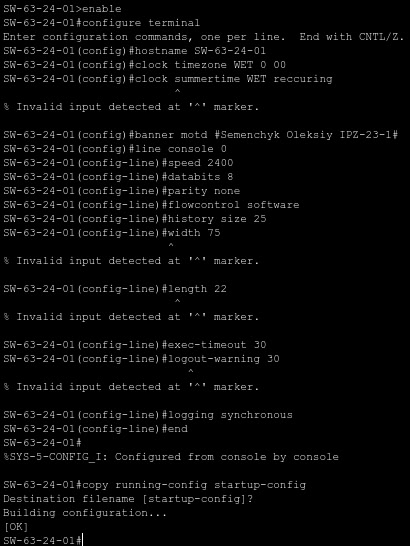 SW-63-24-01>enable
SW-63-24-01#configure terminal
Enter configuration commands, one per line.  End with CNTL/Z.
SW-63-24-01(config)#hostname SW-63-24-01
SW-63-24-01(config)#clock timezone WET 0 00
SW-63-24-01(config)#clock summertime WET reccuring
                          ^
% Invalid input detected at '^' marker.

SW-63-24-01(config)#banner motd #Semenchyk Oleksiy IPZ-23-1#
SW-63-24-01(config)#line console 0
SW-63-24-01(config-line)#speed 2400
SW-63-24-01(config-line)#databits 8
SW-63-24-01(config-line)#parity none
SW-63-24-01(config-line)#flowcontrol software
SW-63-24-01(config-line)#history size 25
SW-63-24-01(config-line)#width 75
                         ^
% Invalid input detected at '^' marker.

SW-63-24-01(config-line)#length 22
                          ^
% Invalid input detected at '^' marker.

SW-63-24-01(config-line)#exec-timeout 30
SW-63-24-01(config-line)#logout-warning 30
                            ^
% Invalid input detected at '^' marker.

SW-63-24-01(config-line)#logging synchronous
SW-63-24-01(config-line)#end
SW-63-24-01#
%SYS-5-CONFIG_I: Configured from console by console

SW-63-24-01#copy running-config startup-config
Destination filename [startup-config]?
Building configuration...
[OK]
SW-63-24-01#